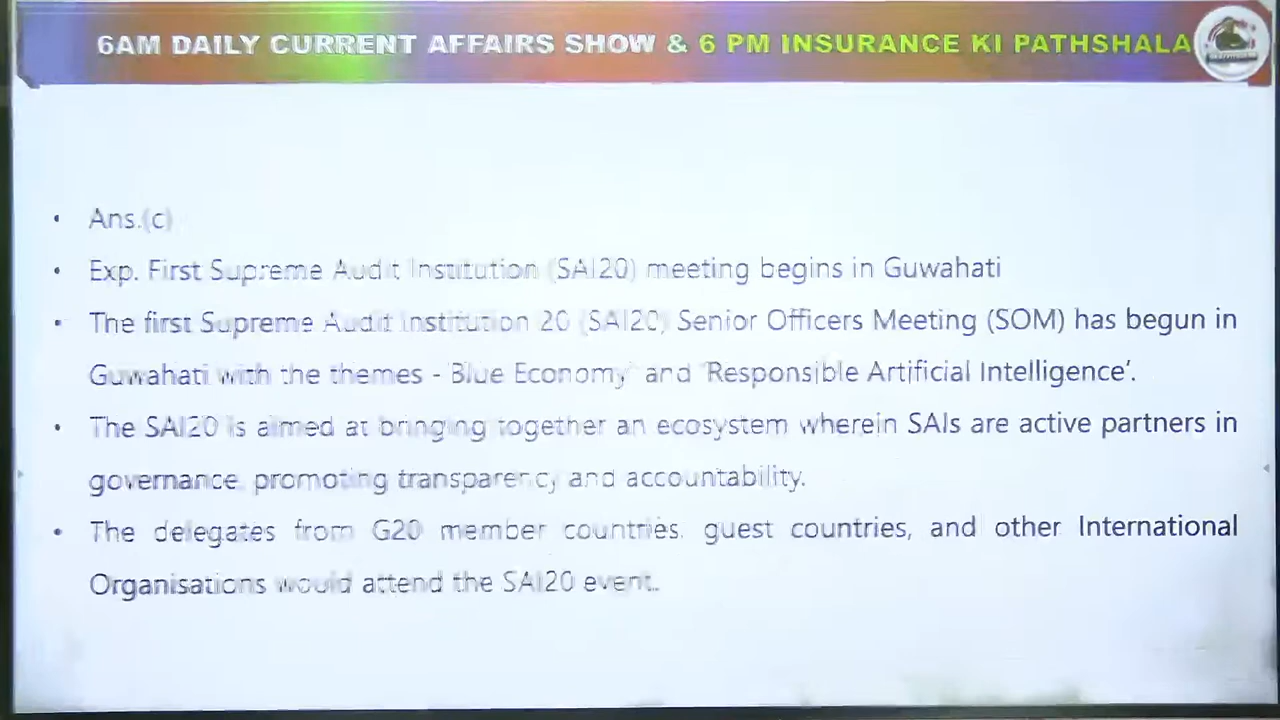 6AM DAILY CURRENT AFFAIRS SHOW & 6 PM INSURANCE KI PATHSHALA
• Ans.(c)
• Exp. First Supreme Audit Institution (SAI20) meeting begins in Guwahati
• The first Supreme Audit Institution 20 (SAI20) Senior Officers Meeting (SOM) has begun in
Guwahati with the themes - Blue Economy' and 'Responsible Artificial Intelligence'.
• The SAI20 is aimed at bringing together an ecosystem wherein SAIs are active partners in
governance, promoting transparency and accountability.
• The delegates from G20 member countries, guest countries, and other International
Organisations would attend the SAI20 event.